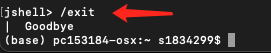 jshell> /exit
|  Goodbye
(base) pc153184-osx:~ s1834299$